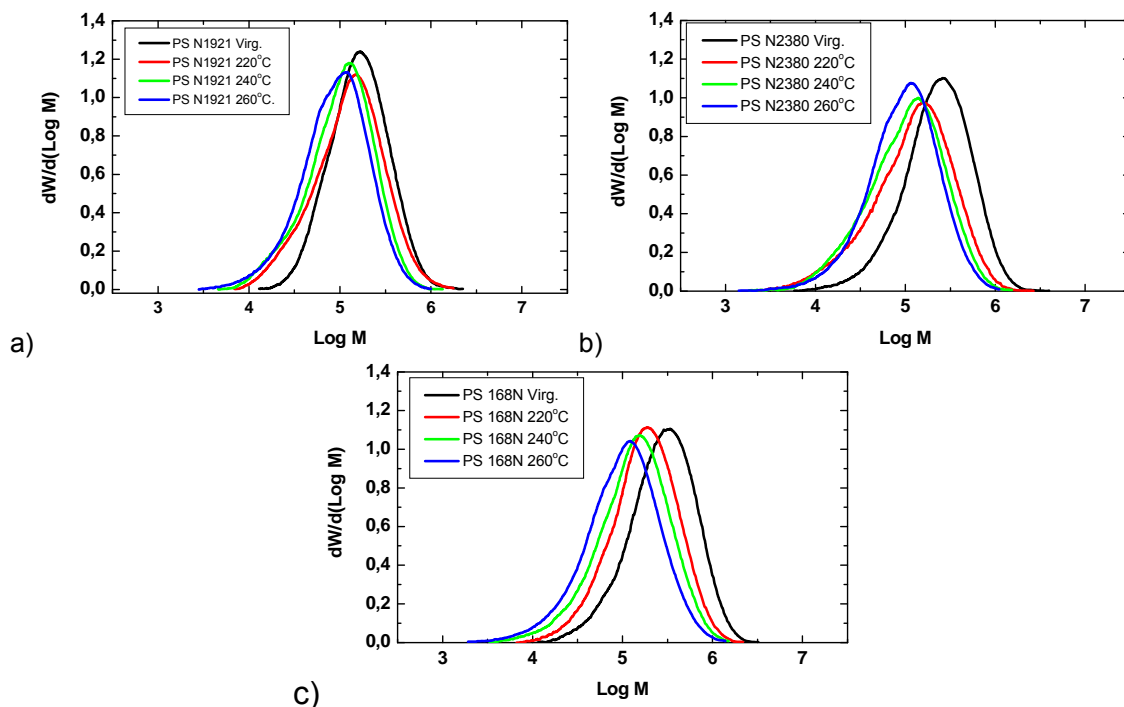 1,4
1,2
1,0
0,8
0,6
0,4
0,2
0,0
dW/d(Log M)
PS N1921 Virg.
PS N1921 220°C
PS N1921 240°C
PS N1921 260°C.
3 4 5 6 7
Log M
a)
1,4
1,2
1,0
0,8
0,6
0,4
0,2
0,0
dW/d(Log M)
PS N2380 Virg.
PS N2380 220°C
PS N2380 240°C
PS N2380 260°C
3 4 5 6 7
Log M
b)
1,4
1,2
1,0
0,8
0,6
0,4
0,2
0,0
dW/d(Log M)
PS 168N Virg.
PS 168N 220°C
PS 168N 240°C
PS 168N 260°C
3 4 5 6 7
Log M
c)